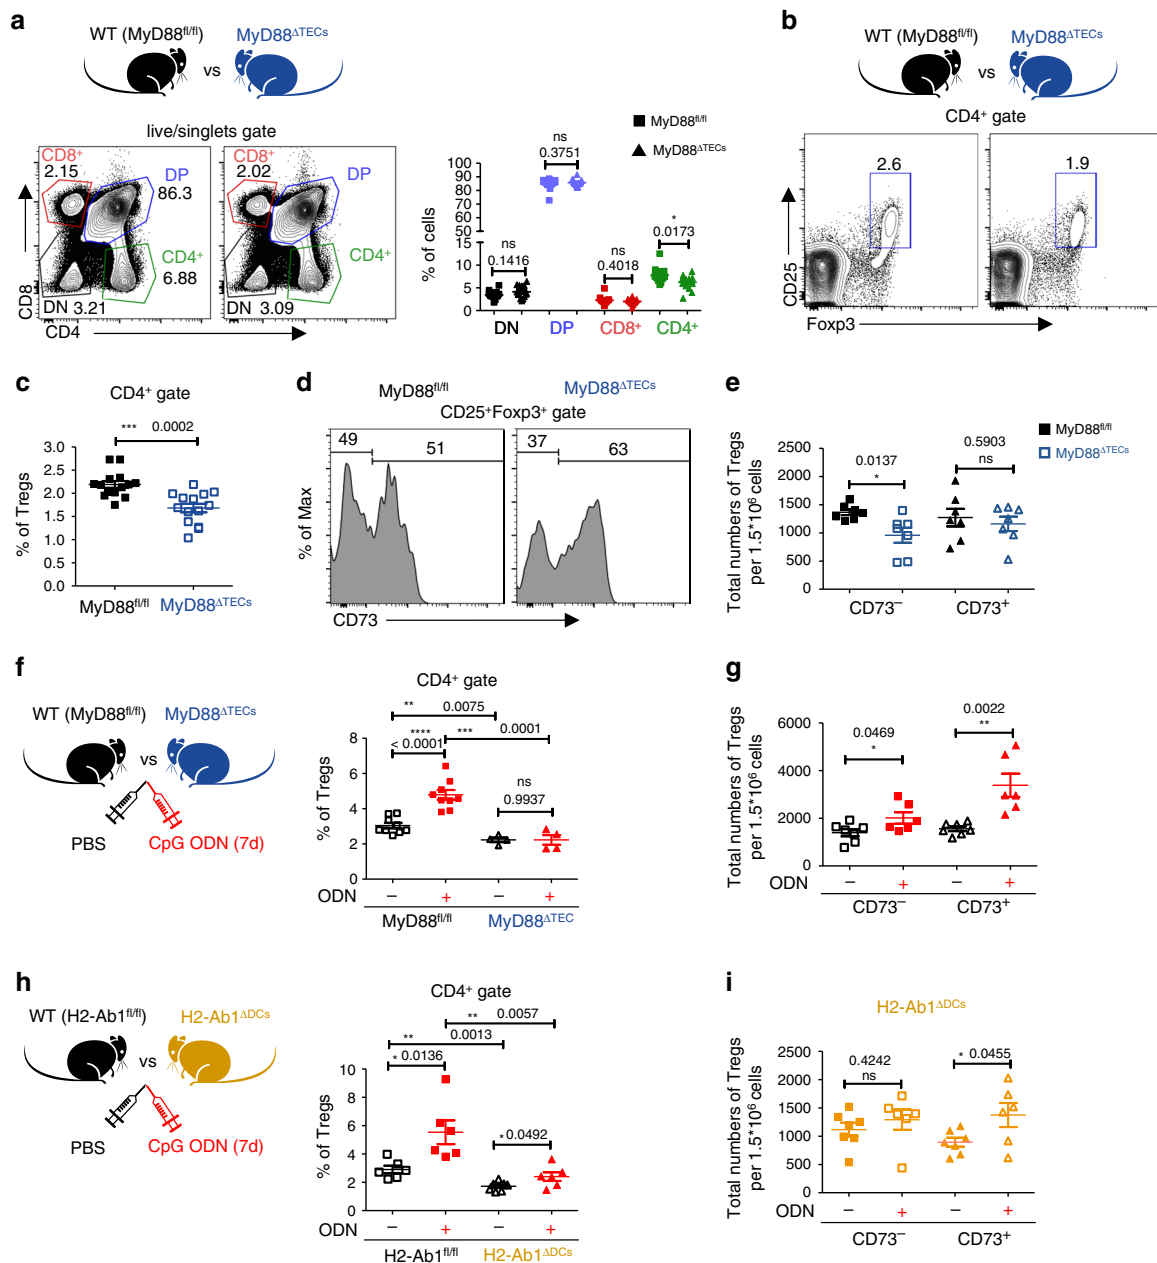 a
WT (MyD88fl/fl) MyD88ΔTECs
vs
live/singlets gate
CD8+
2.15
DP
86.3
CD4+
6.88
DN 3.21
CD8+
2.02
DP
CD4+
DN 3.09
CD8
CD4
MyD88fl/fl
MyD88ΔTECs
% of cells
100
90
80
70
60
50
15
10
5
0
ns
0.3751
ns
0.1416
ns
0.4018
*
0.0173
DN DP CD8+ CD4+
b
WT (MyD88fl/fl) MyD88ΔTECs
vs
CD4+ gate
2.6
1.9
CD25
Foxp3
c
CD4+ gate
*** 0.0002
% of Tregs
3.0
2.5
2.0
1.5
1.0
0.5
0.0
MyD88fl/fl MyD88ΔTECs
d
MyD88fl/fl MyD88ΔTECs
CD25+Foxp3+ gate
49 51
37 63
% of Max
CD73
e
MyD88fl/fl
MyD88ΔTECs
Total numbers of Tregs
per 1.5*10⁶ cells
2500
2000
1500
1000
500
0
0.0137
*
0.5903
ns
CD73− CD73+
f
WT (MyD88fl/fl) MyD88ΔTECs
vs
PBS CpG ODN (7d)
CD4+ gate
** 0.0075
**** < 0.0001
*** 0.0001
ns
0.9937
% of Tregs
8
6
4
2
0
ODN − + − +
MyD88fl/fl MyD88ΔTEC
g
Total numbers of Tregs
per 1.5*10⁶ cells
6000
4000
2000
0
0.0469
*
0.0022
**
ODN − + − +
CD73− CD73+
h
WT (H2-Ab1fl/fl) H2-Ab1ΔDCs
vs
PBS CpG ODN (7d)
CD4+ gate
** 0.0057
** 0.0013
* 0.0136
* 0.0492
% of Tregs
10
8
6
4
2
0
ODN − + − +
H2-Ab1fl/fl H2-Ab1ΔDCs
i
H2-Ab1ΔDCs
Total numbers of Tregs
per 1.5*10⁶ cells
2500
2000
1500
1000
500
0
0.4242
ns
* 0.0455
ODN − + − +
CD73− CD73+